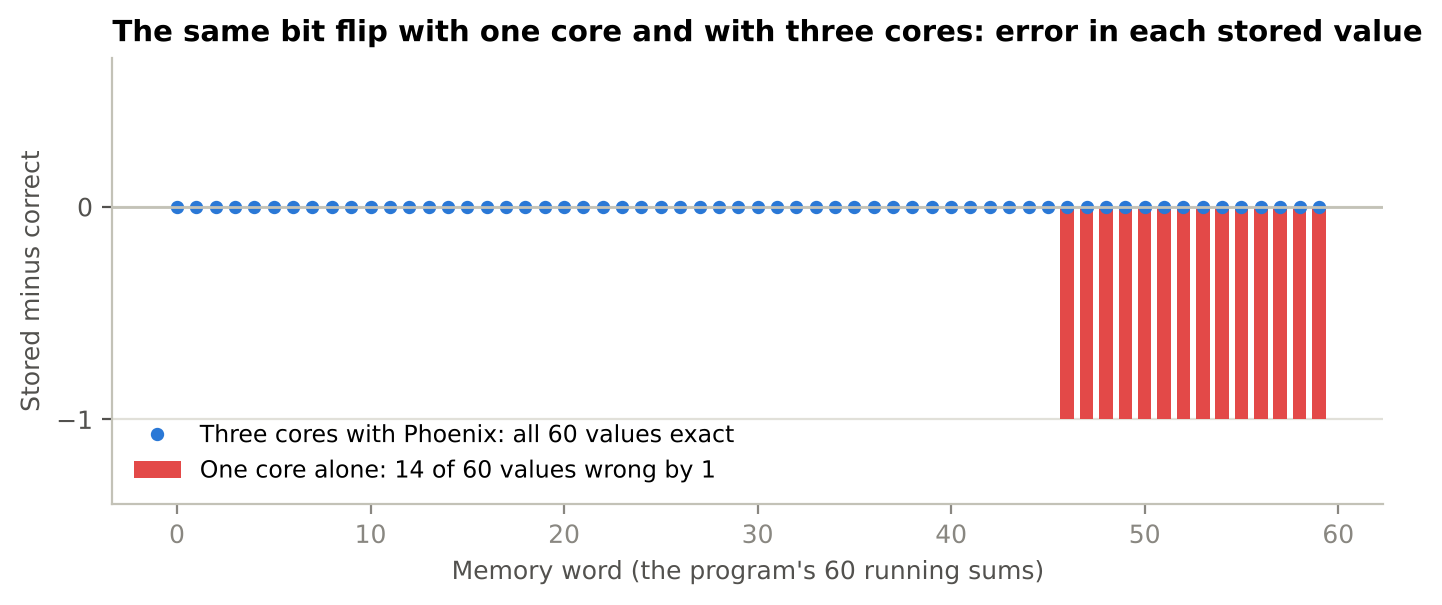 The same bit flip with one core and with three cores: error in each stored value
Stored minus correct
0
−1
Three cores with Phoenix: all 60 values exact
One core alone: 14 of 60 values wrong by 1
0 10 20 30 40 50 60
Memory word (the program's 60 running sums)